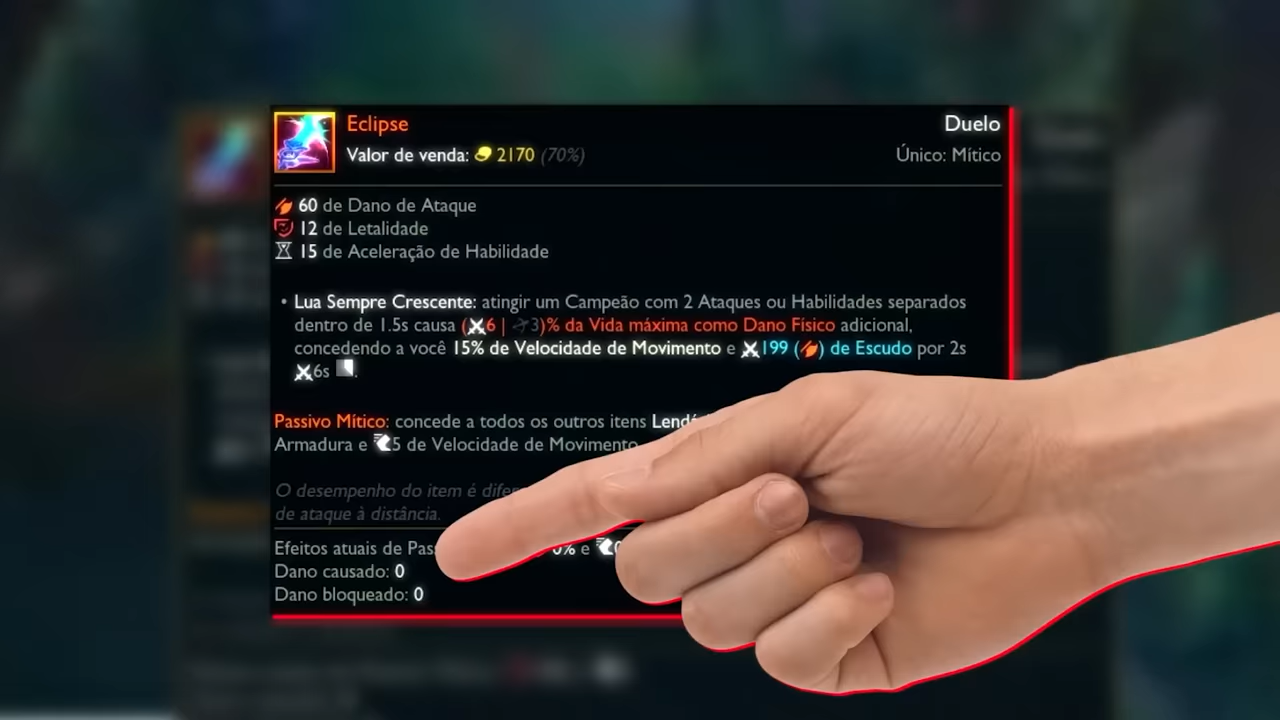 Eclipse
Duelo
Valor de venda: 2170 (70%)
Único: Mítico
60 de Dano de Ataque
12 de Letalidade
15 de Aceleração de Habilidade
• Lua Sempre Crescente: atingir um Campeão com 2 Ataques ou Habilidades separados
dentro de 1.5s causa (6 | 3)% da Vida máxima como Dano Físico adicional,
concedendo a você 15% de Velocidade de Movimento e 199 () de Escudo por 2s
6s .
Passivo Mítico: concede a todos os outros itens
Armadura e 5 de Velocidade de Movimento
O desempenho do item é
de ataque à distância.
Efeitos atuais de 0% e
Dano causado: 0
Dano bloqueado: 0